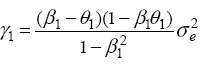 γ₁ = (β₁ − θ₁)(1 − β₁θ₁) / 1 − β₁² σₑ²